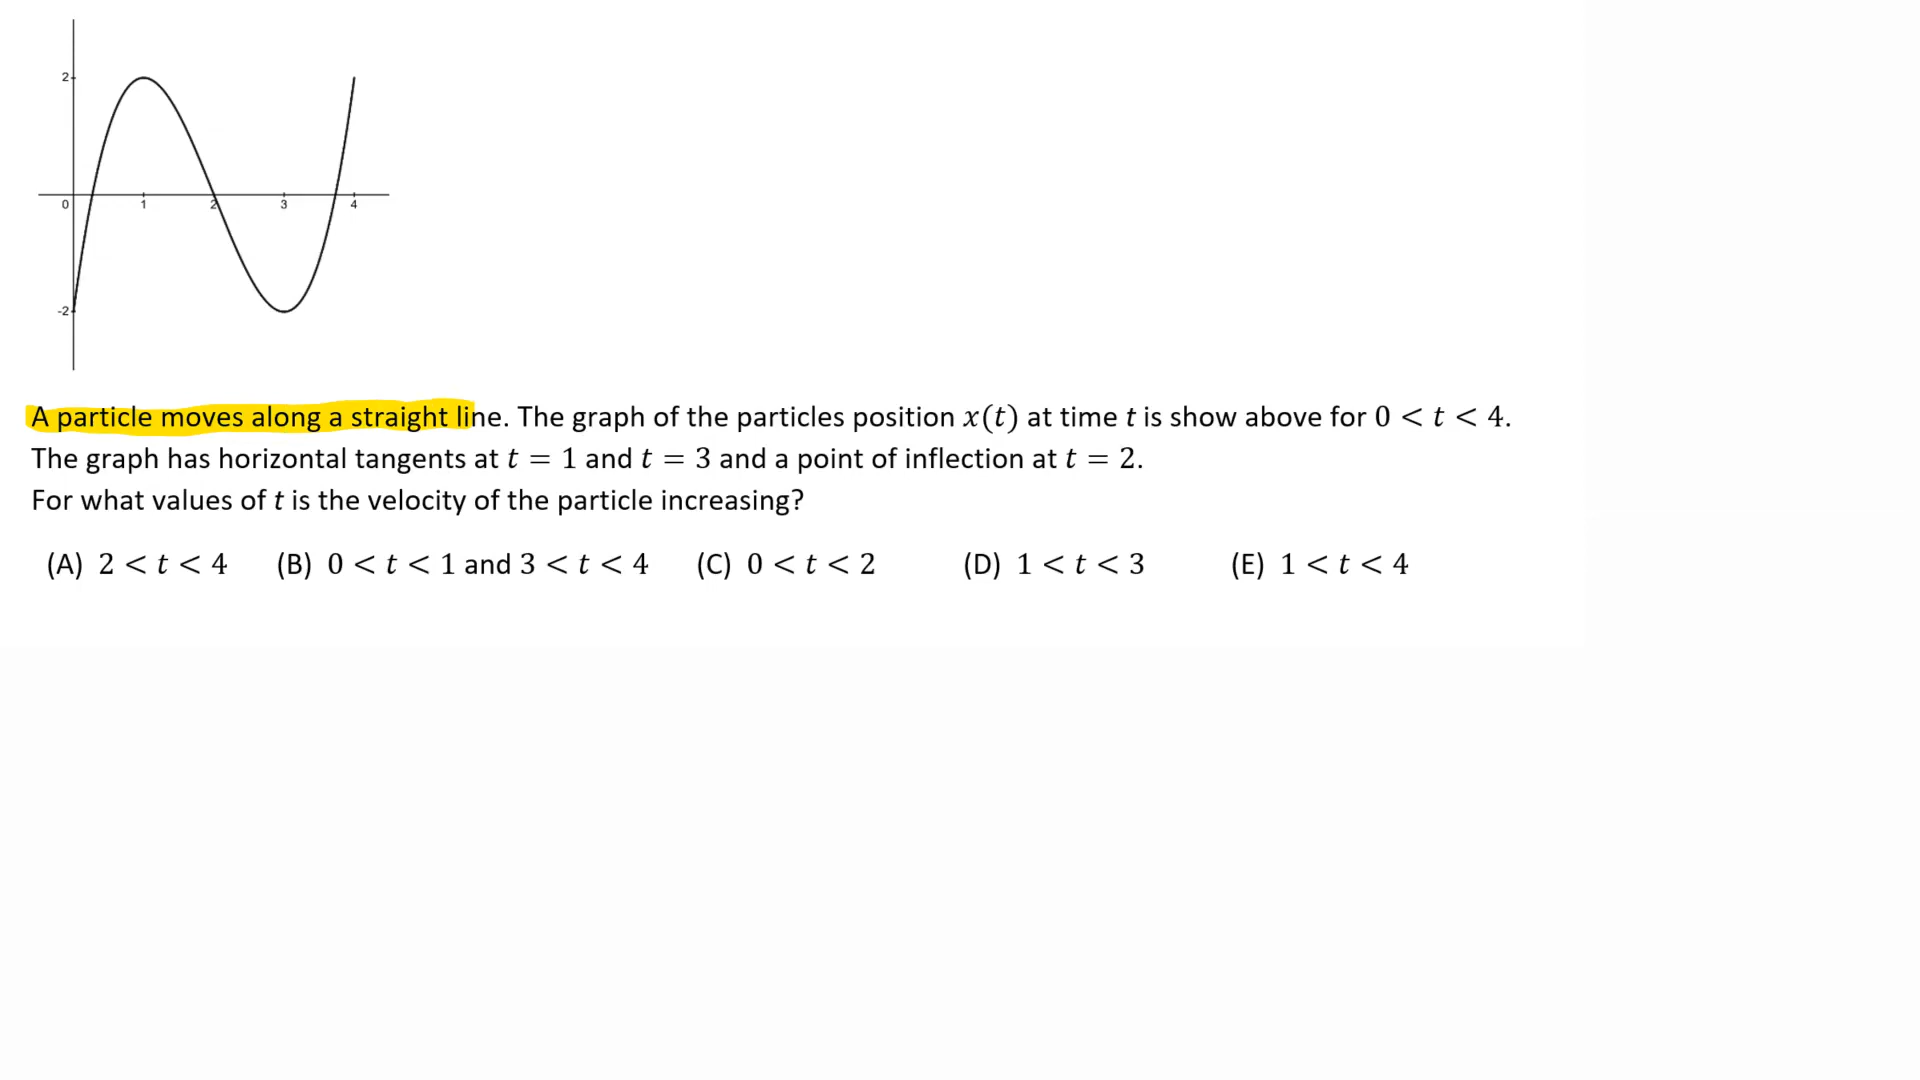 2
0 1 2 3 4
-2
A particle moves along a straight line. The graph of the particles position x(t) at time t is show above for 0 < t < 4.
The graph has horizontal tangents at t = 1 and t = 3 and a point of inflection at t = 2.
For what values of t is the velocity of the particle increasing?
(A) 2 < t < 4 (B) 0 < t < 1 and 3 < t < 4 (C) 0 < t < 2 (D) 1 < t < 3 (E) 1 < t < 4